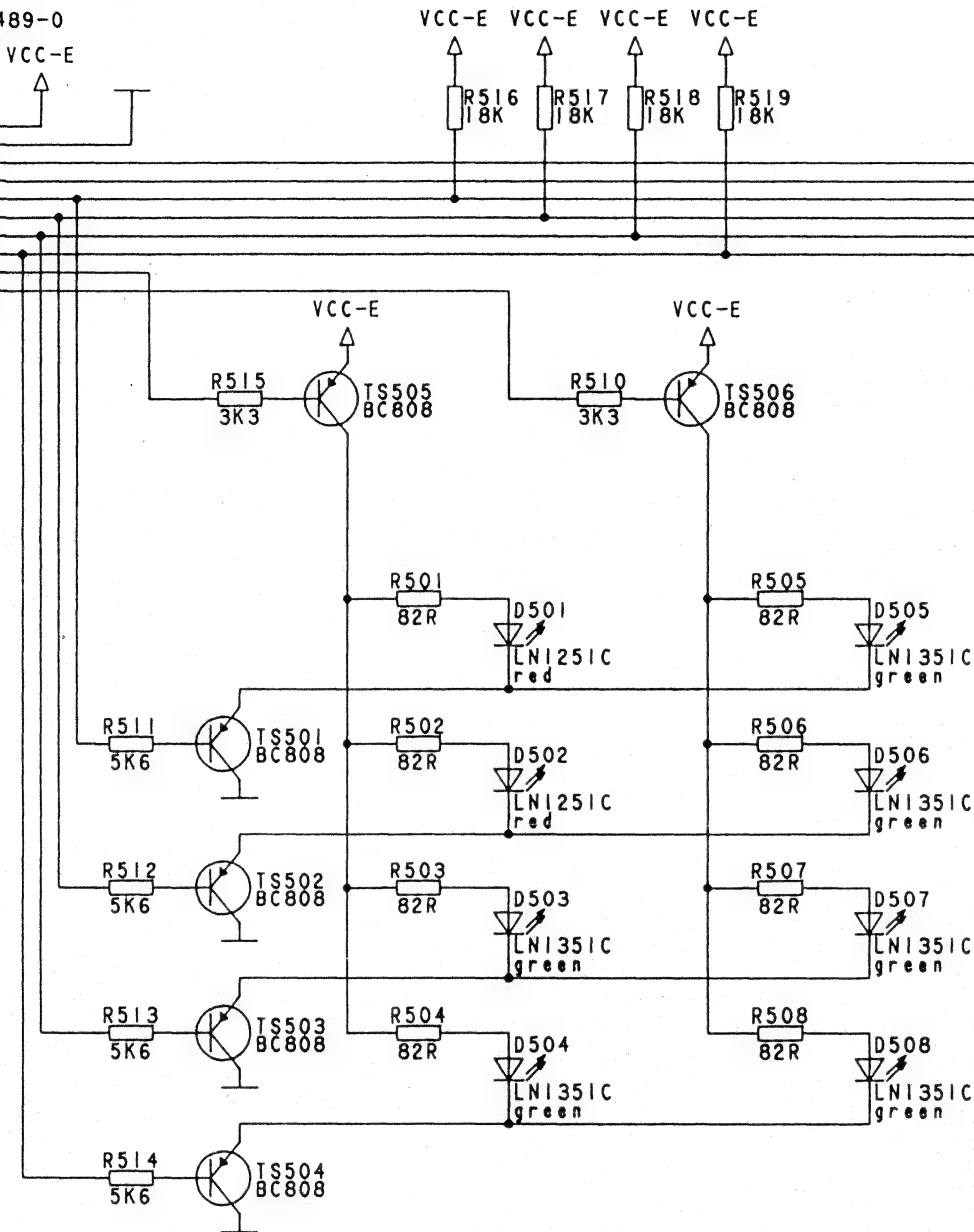 489-0
VCC-E
VCC-E VCC-E VCC-E VCC-E
R516 R517 R518 R519
18K 18K 18K 18K
VCC-E VCC-E
R515 TS505 R510 TS506
3K3 BC808 3K3 BC808
R501 R505
82R D501 82R D505
LN1251C LN1351C
red green
R511 TS501 R502 R506
5K6 BC808 82R D502 82R D506
LN1251C LN1351C
red green
R512 TS502 R503 R507
5K6 BC808 82R D503 82R D507
LN1351C LN1351C
green green
R513 TS503 R504 R508
5K6 BC808 82R D504 82R D508
LN1351C LN1351C
green green
R514 TS504
5K6 BC808